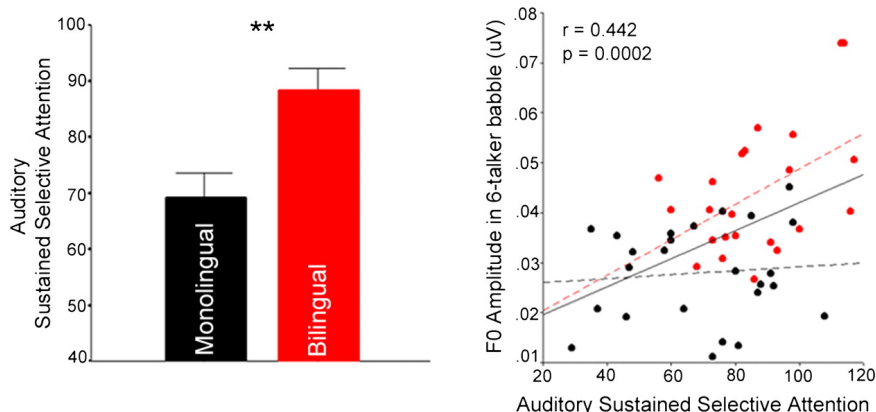 Auditory
Sustained Selective Attention
100
90
80
70
60
50
40
**
Monolingual
Bilingual
F0 Amplitude in 6-talker babble (uV)
.08
.07
.06
.05
.04
.03
.02
.01
r = 0.442
p = 0.0002
20 40 60 80 100 120
Auditory Sustained Selective Attention